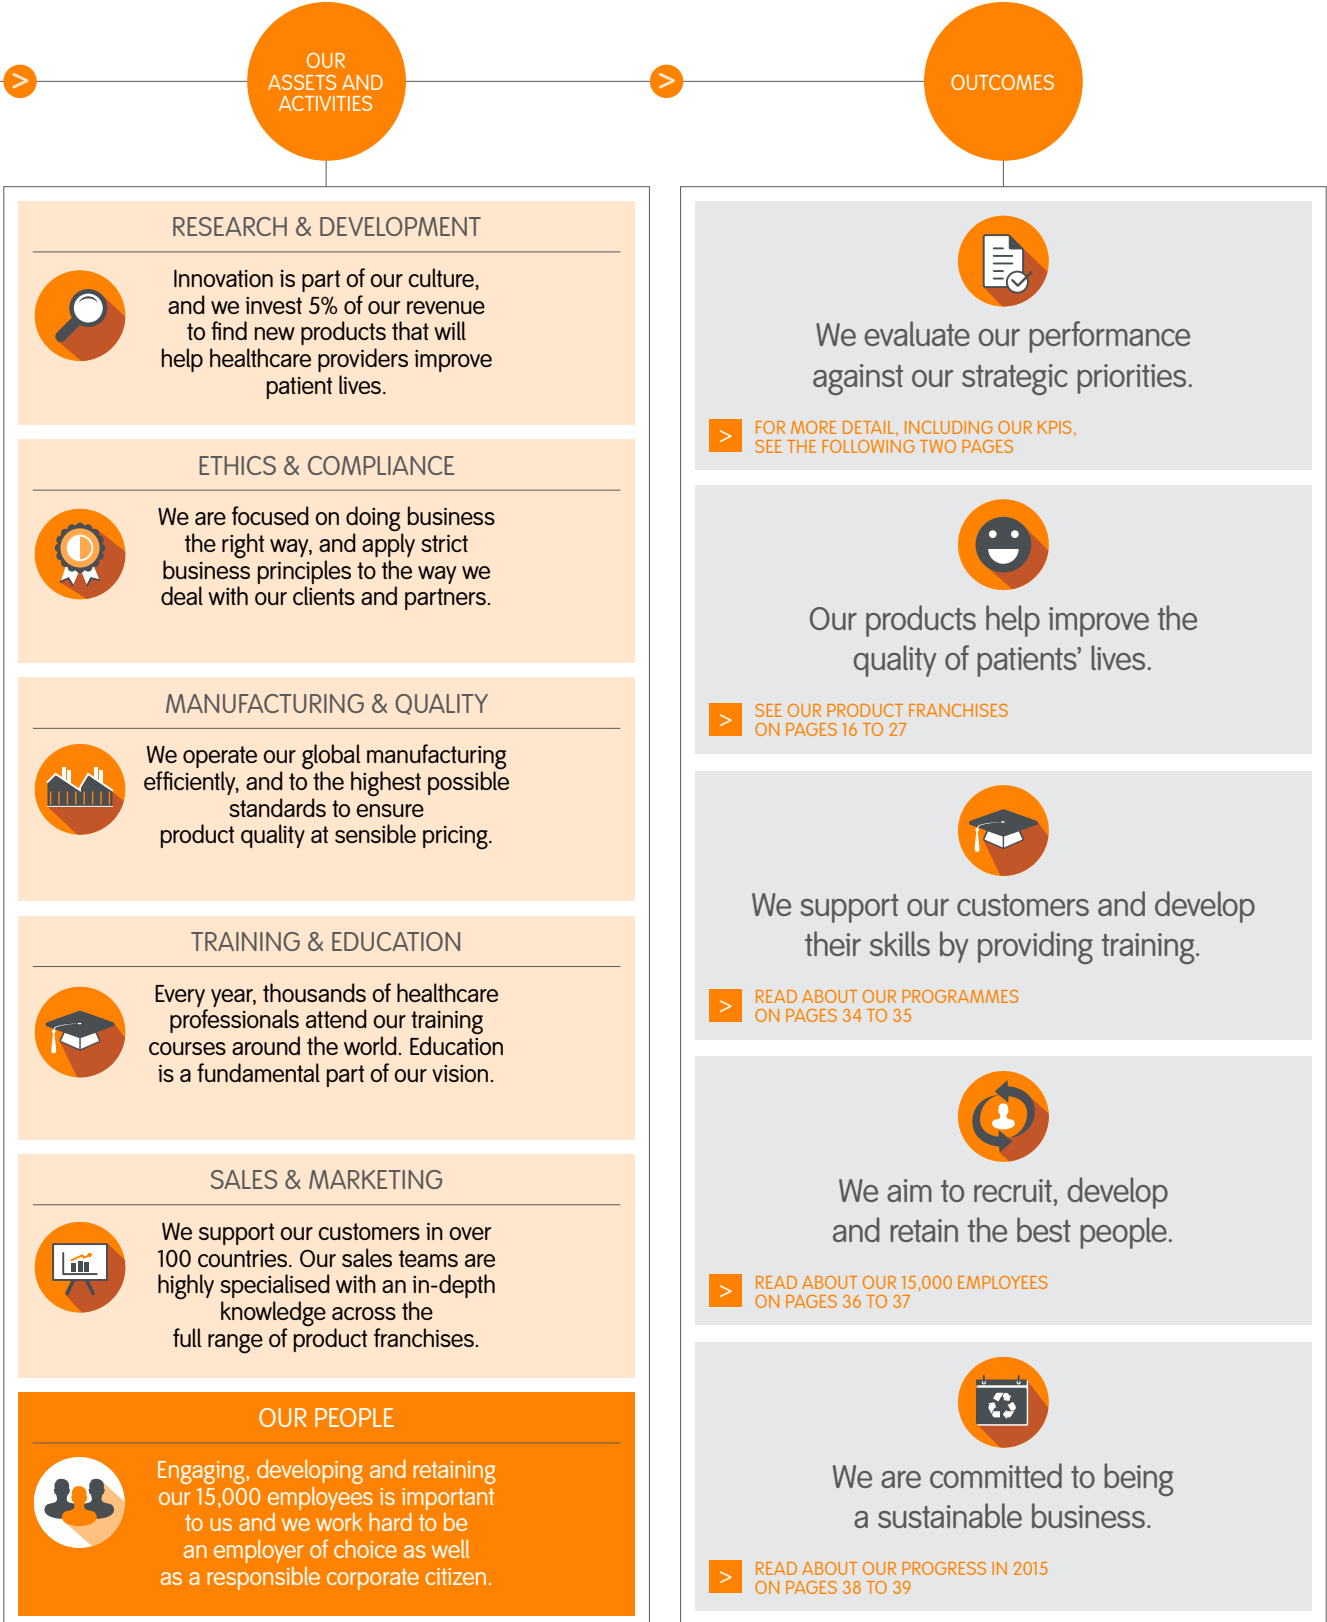 OUR
ASSETS AND
ACTIVITIES
RESEARCH & DEVELOPMENT
Innovation is part of our culture,
and we invest 5% of our revenue
to find new products that will
help healthcare providers improve
patient lives.
ETHICS & COMPLIANCE
We are focused on doing business
the right way, and apply strict
business principles to the way we
deal with our clients and partners.
MANUFACTURING & QUALITY
We operate our global manufacturing
efficiently, and to the highest possible
standards to ensure
product quality at sensible pricing.
TRAINING & EDUCATION
Every year, thousands of healthcare
professionals attend our training
courses around the world. Education
is a fundamental part of our vision.
SALES & MARKETING
We support our customers in over
100 countries. Our sales teams are
highly specialised with an in-depth
knowledge across the
full range of product franchises.
OUR PEOPLE
Engaging, developing and retaining
our 15,000 employees is important
to us and we work hard to be
an employer of choice as well
as a responsible corporate citizen.
OUTCOMES
We evaluate our performance
against our strategic priorities.
> FOR MORE DETAIL, INCLUDING OUR KPIS,
SEE THE FOLLOWING TWO PAGES
Our products help improve the
quality of patients’ lives.
> SEE OUR PRODUCT FRANCHISES
ON PAGES 16 TO 27
We support our customers and develop
their skills by providing training.
> READ ABOUT OUR PROGRAMMES
ON PAGES 34 TO 35
We aim to recruit, develop
and retain the best people.
> READ ABOUT OUR 15,000 EMPLOYEES
ON PAGES 36 TO 37
We are committed to being
a sustainable business.
> READ ABOUT OUR PROGRESS IN 2015
ON PAGES 38 TO 39